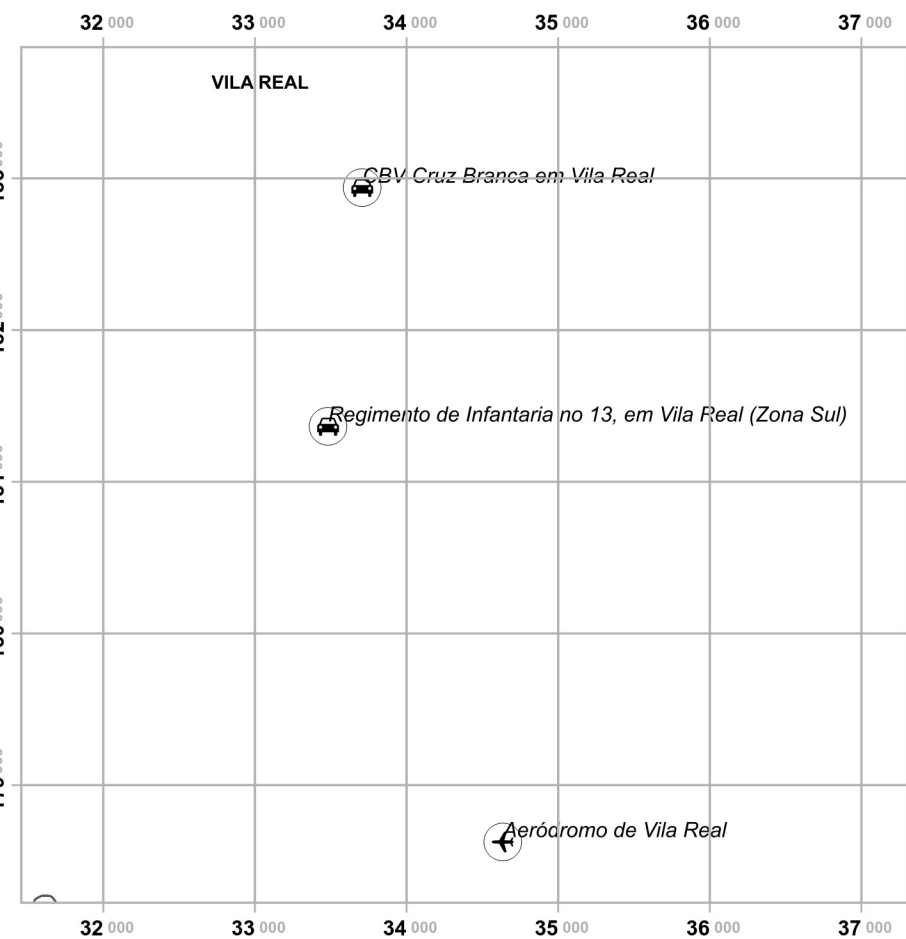 32 000 33 000 34 000 35 000 36 000 37 000
VILA REAL
CBV Cruz Branca em Vila Real
Regimento de Infantaria no 13, em Vila Real (Zona Sul)
Aeródromo de Vila Real
32 000 33 000 34 000 35 000 36 000 37 000